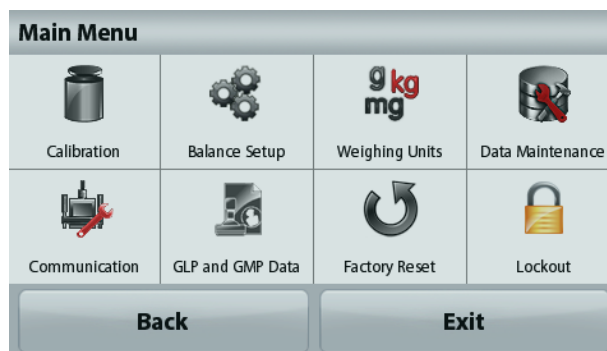 Main Menu
g kg
mg
Calibration
Balance Setup
Weighing Units
Data Maintenance
Communication
GLP and GMP Data
Factory Reset
Lockout
Back
Exit